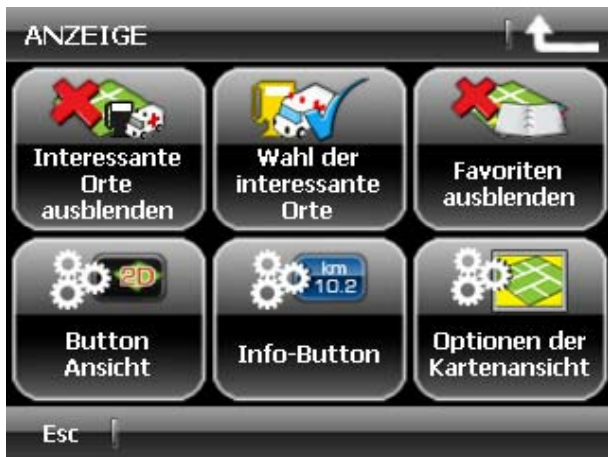 ANZEIGE
Interessante
Orte
ausblenden
Wahl der
interessante
Orte
Favoriten
ausblenden
2D
Button
Ansicht
km
10.2
Info-Button
Optionen der
Kartenansicht
Esc